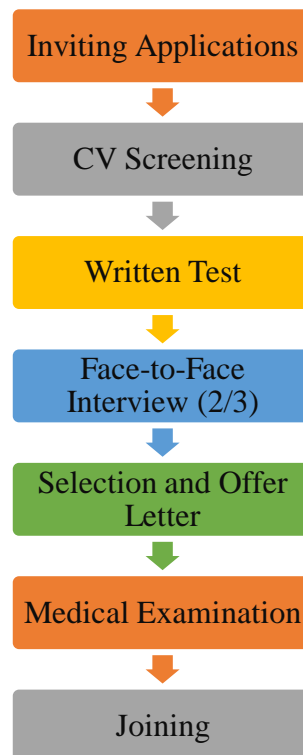 Inviting Applications
CV Screening
Written Test
Face-to-Face
Interview (2/3)
Selection and Offer
Letter
Medical Examination
Joining